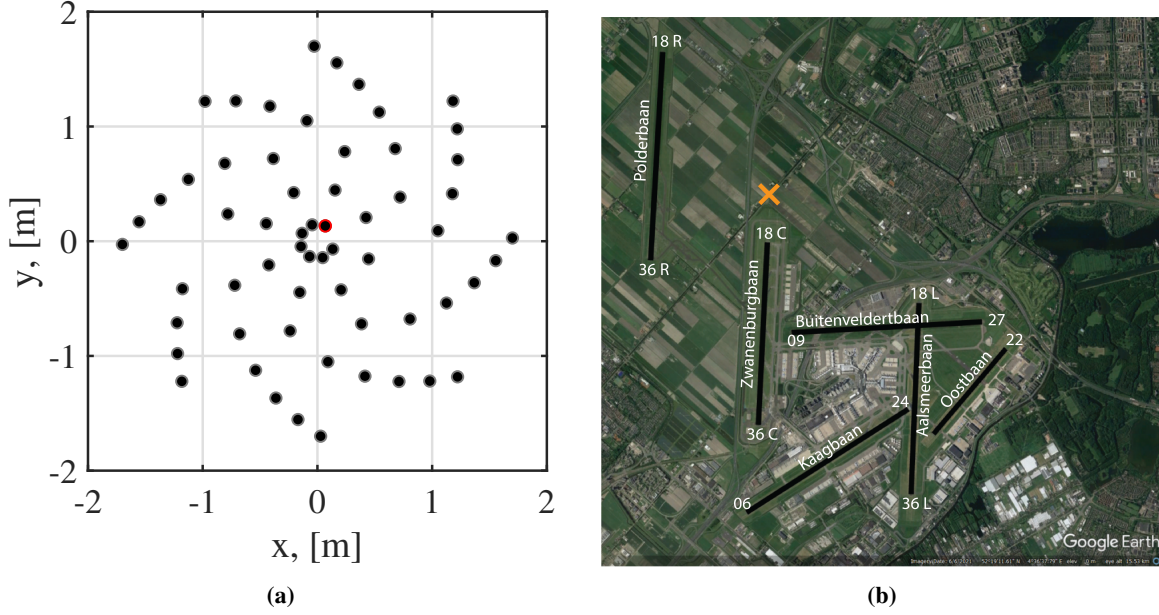 2
1
0
-1
-2
-2
-1
0
1
2
y, [m]
x, [m]
(a)
18 R
Polderbaan
36 R
18 C
Zwanenburgbaan
36 C
18 L
Buitenveldertbaan
27
09
22
Aalsmeerbaan
Oostbaan
24
Kaagbaan
06
36 L
Google Earth
(b)